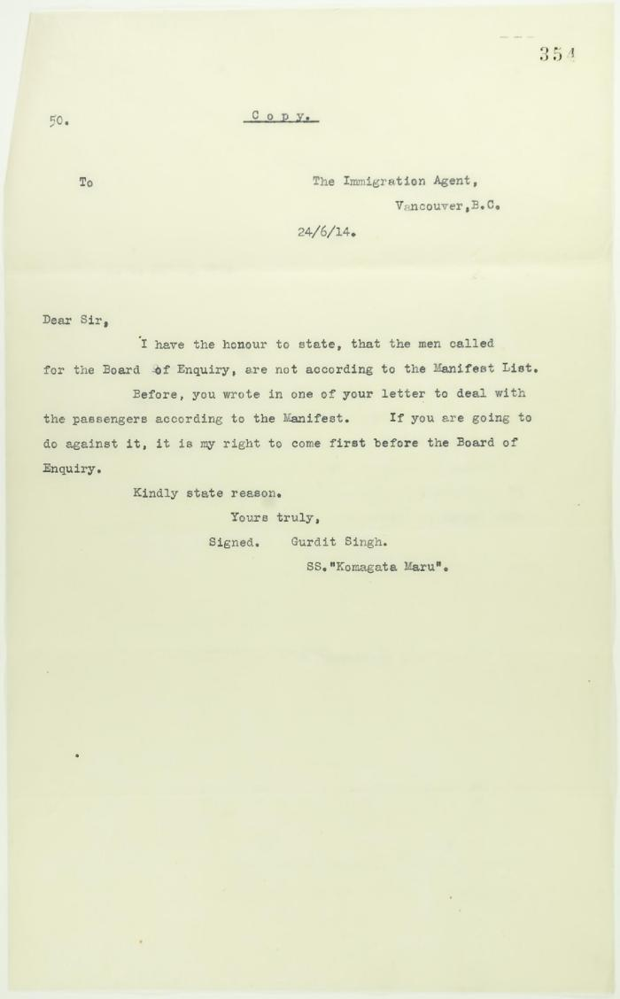 354
50. Copy.
To The Immigration Agent,
Vancouver,B.C.
24/6/14.
Dear Sir,
I have the honour to state, that the men called
for the Board of Enquiry, are not according to the Manifest List.
Before, you wrote in one of your letter to deal with
the passengers according to the Manifest. If you are going to
do against it, it is my right to come first before the Board of
Enquiry.
Kindly state reason.
Yours truly,
Signed. Gurdit Singh.
SS."Komagata Maru".